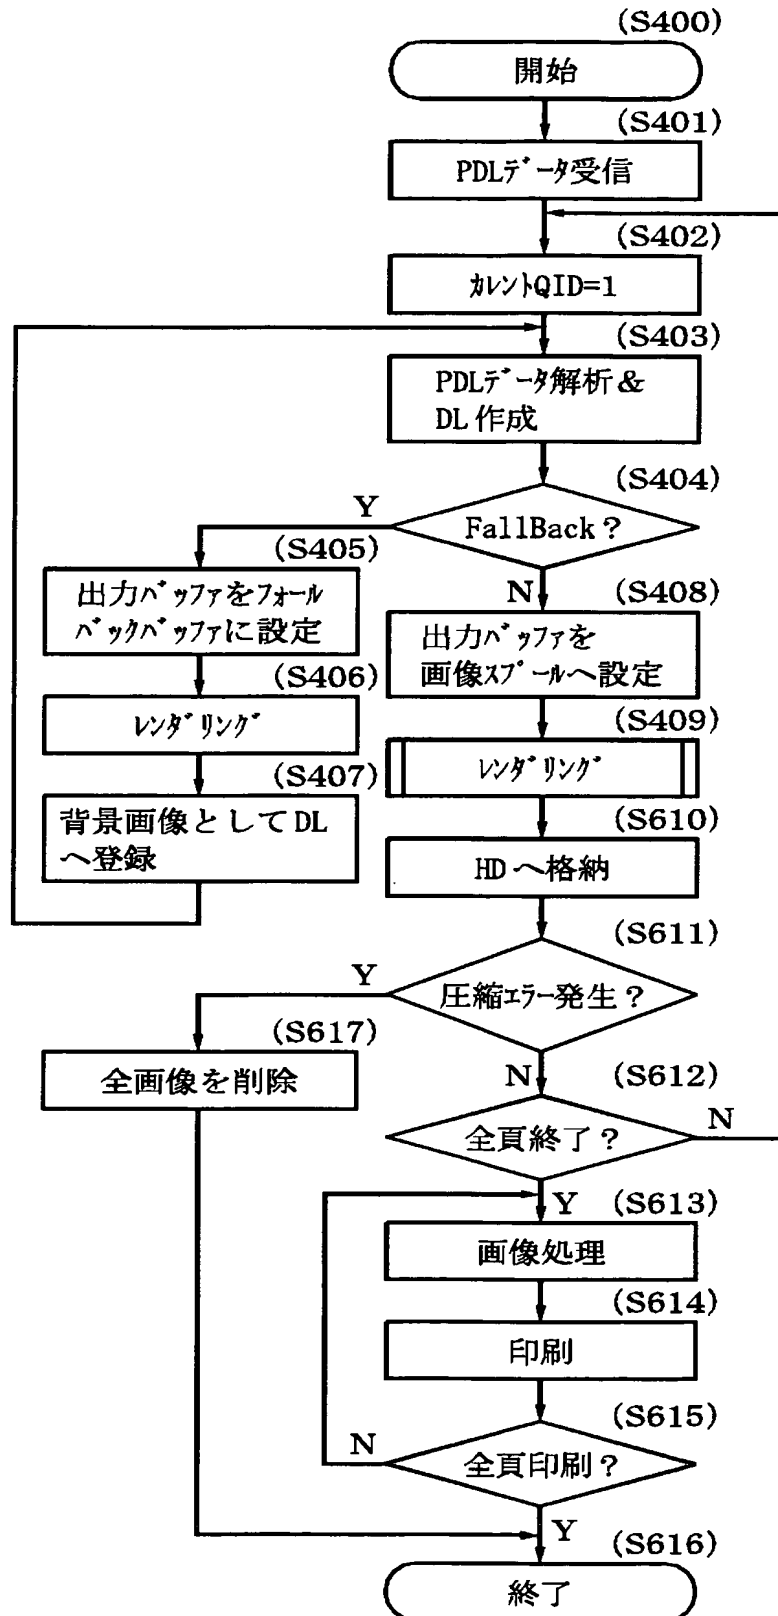 (S400)
開始
(S401)
PDLデータ受信
(S402)
カレントQID=1
(S403)
PDLデータ解析&
DL作成
(S404)
FallBack?
Y
N
(S405)
出力バッファをフォール
バックバッファに設定
(S406)
レンダリング
(S407)
背景画像としてDL
へ登録
(S408)
出力バッファを
画像スプールへ設定
(S409)
レンダリング
(S610)
HDへ格納
(S611)
圧縮エラー発生?
Y
N
(S617)
全画像を削除
(S612)
全頁終了?
N
Y
(S613)
画像処理
(S614)
印刷
(S615)
全頁印刷?
N
Y
(S616)
終了